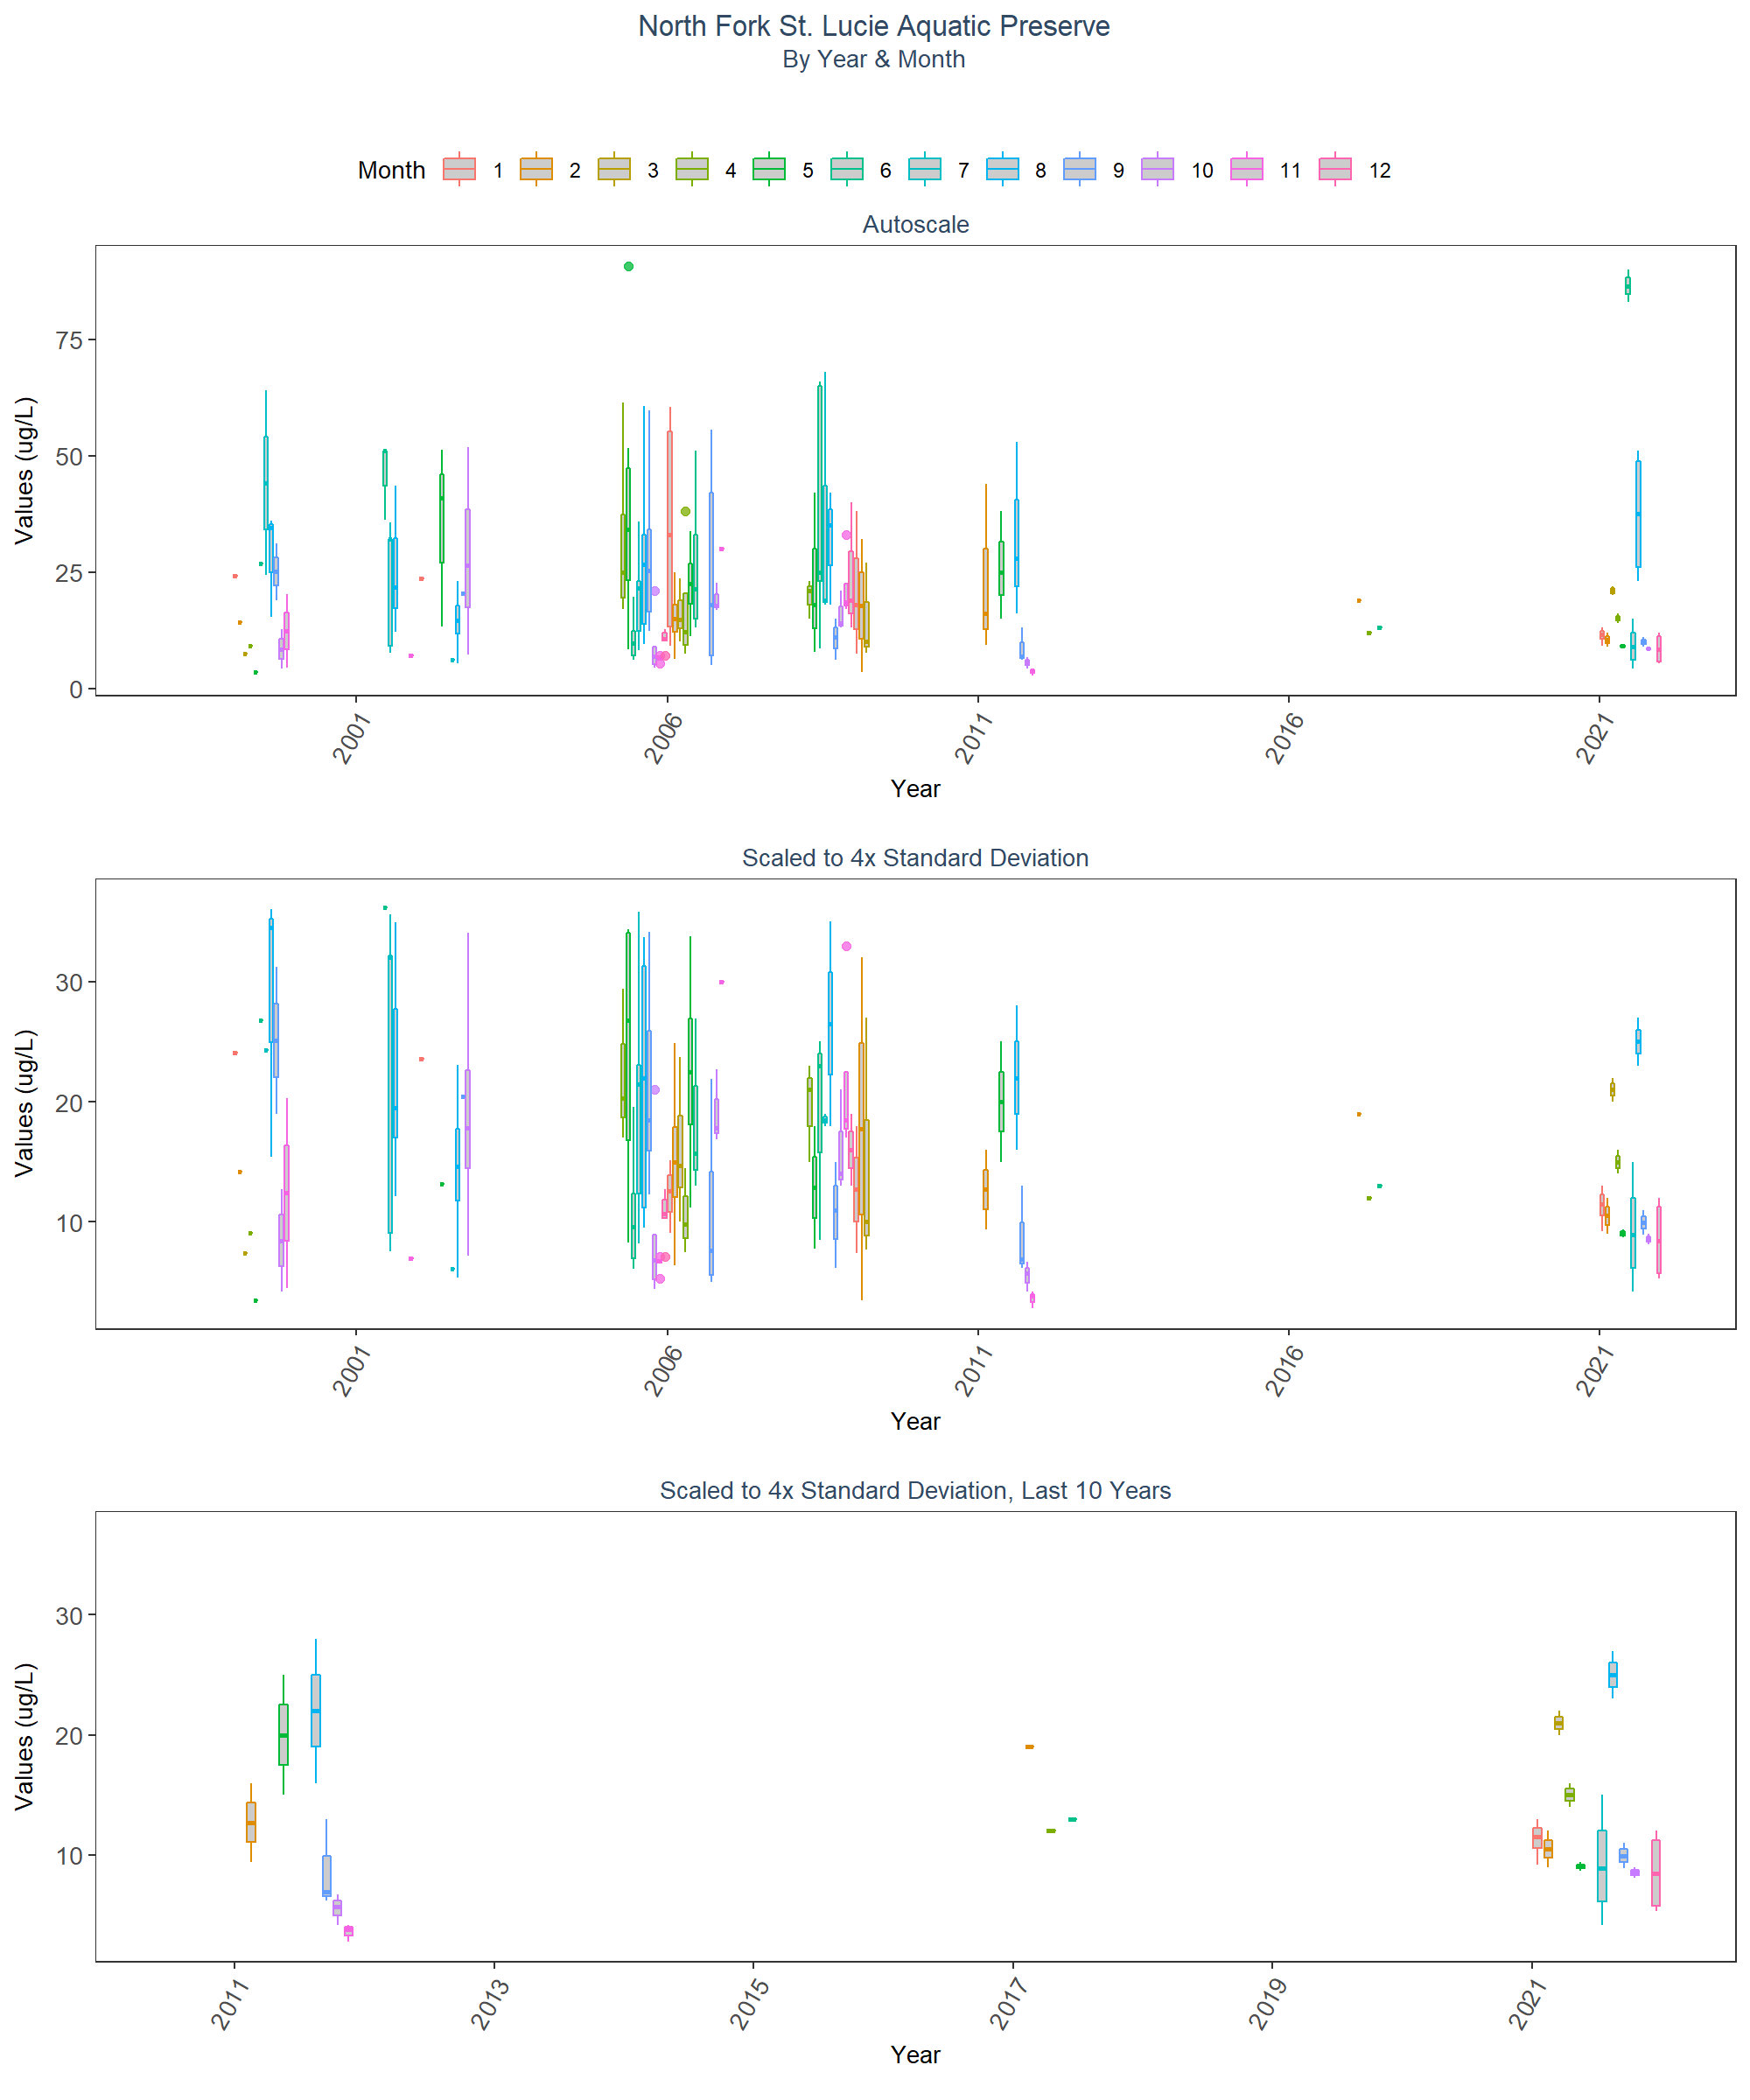 North Fork St. Lucie Aquatic Preserve
By Year & Month
Month 1 2 3 4 5 6 7 8 9 10 11 12
Autoscale
Values (ug/L)
75
50
25
0
2001 2006 2011 2016 2021
Year
Scaled to 4x Standard Deviation
Values (ug/L)
30
20
10
2001 2006 2011 2016 2021
Year
Scaled to 4x Standard Deviation, Last 10 Years
Values (ug/L)
30
20
10
2011 2013 2015 2017 2019 2021
Year